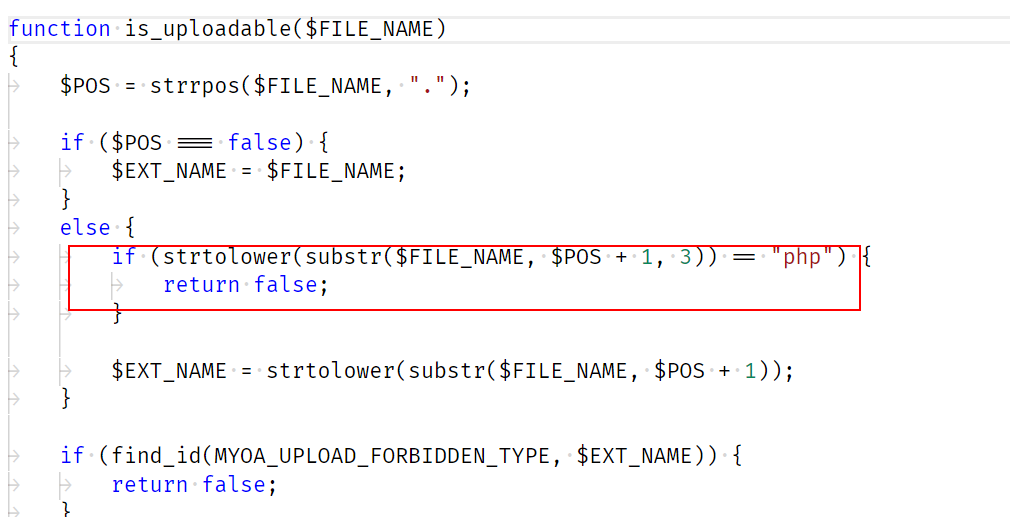 function is_uploadable($FILE_NAME)
{
$POS = strrpos($FILE_NAME, ".");
if ($POS === false) {
$EXT_NAME = $FILE_NAME;
}
else {
if (strtolower(substr($FILE_NAME, $POS + 1, 3)) == "php") {
return false;
}
$EXT_NAME = strtolower(substr($FILE_NAME, $POS + 1));
}
if (find_id(MYOA_UPLOAD_FORBIDDEN_TYPE, $EXT_NAME)) {
return false;
}